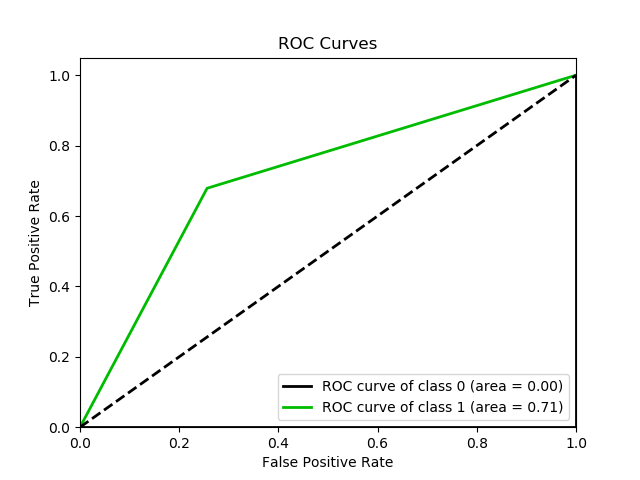 ROC Curves
True Positive Rate
1.0
0.8
0.6
0.4
0.2
0.0
ROC curve of class 0 (area = 0.00)
ROC curve of class 1 (area = 0.71)
0.0 0.2 0.4 0.6 0.8 1.0
False Positive Rate